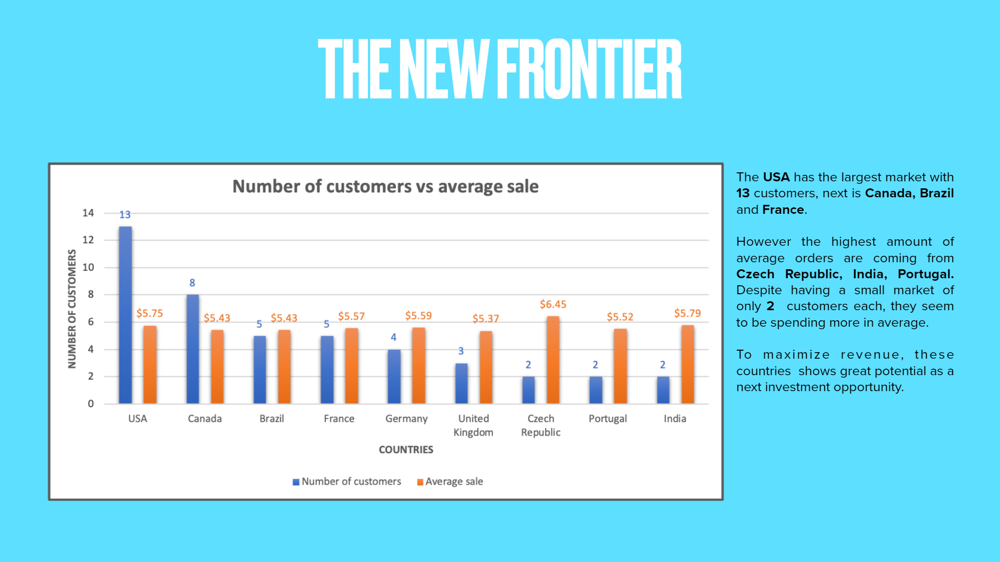 THE NEW FRONTIER
Number of customers vs average sale
NUMBER OF CUSTOMERS
14
12
10
8
6
4
2
0
13
$5.75
8
$5.43
5
$5.43
5
$5.57
4
$5.59
3
$5.37
2
$6.45
2
$5.52
2
$5.79
USA
Canada
Brazil
France
Germany
United
Kingdom
Czech
Republic
Portugal
India
COUNTRIES
Number of customers
Average sale
The USA has the largest market with
13 customers, next is Canada, Brazil
and France.
However the highest amount of
average orders are coming from
Czech Republic, India, Portugal.
Despite having a small market of
only 2 customers each, they seem
to be spending more in average.
To maximize revenue, these
countries shows great potential as a
next investment opportunity.